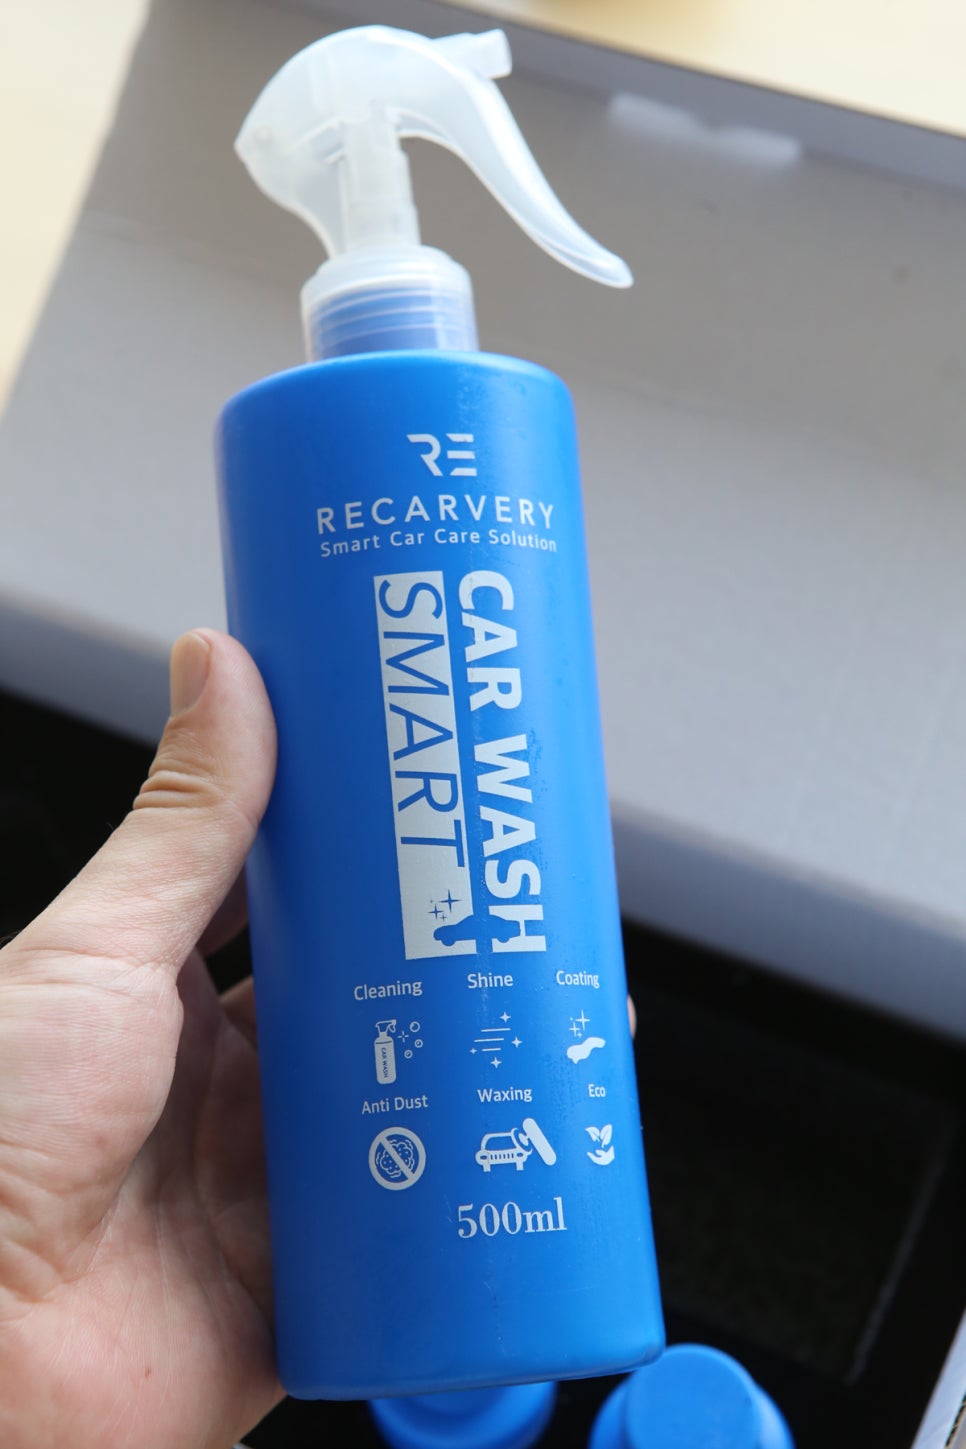 RE
RECARVERY
Smart Car Care Solution
SMART
CAR WASH
Cleaning Shine Coating
CAR WASH
Anti Dust Waxing Eco
500ml